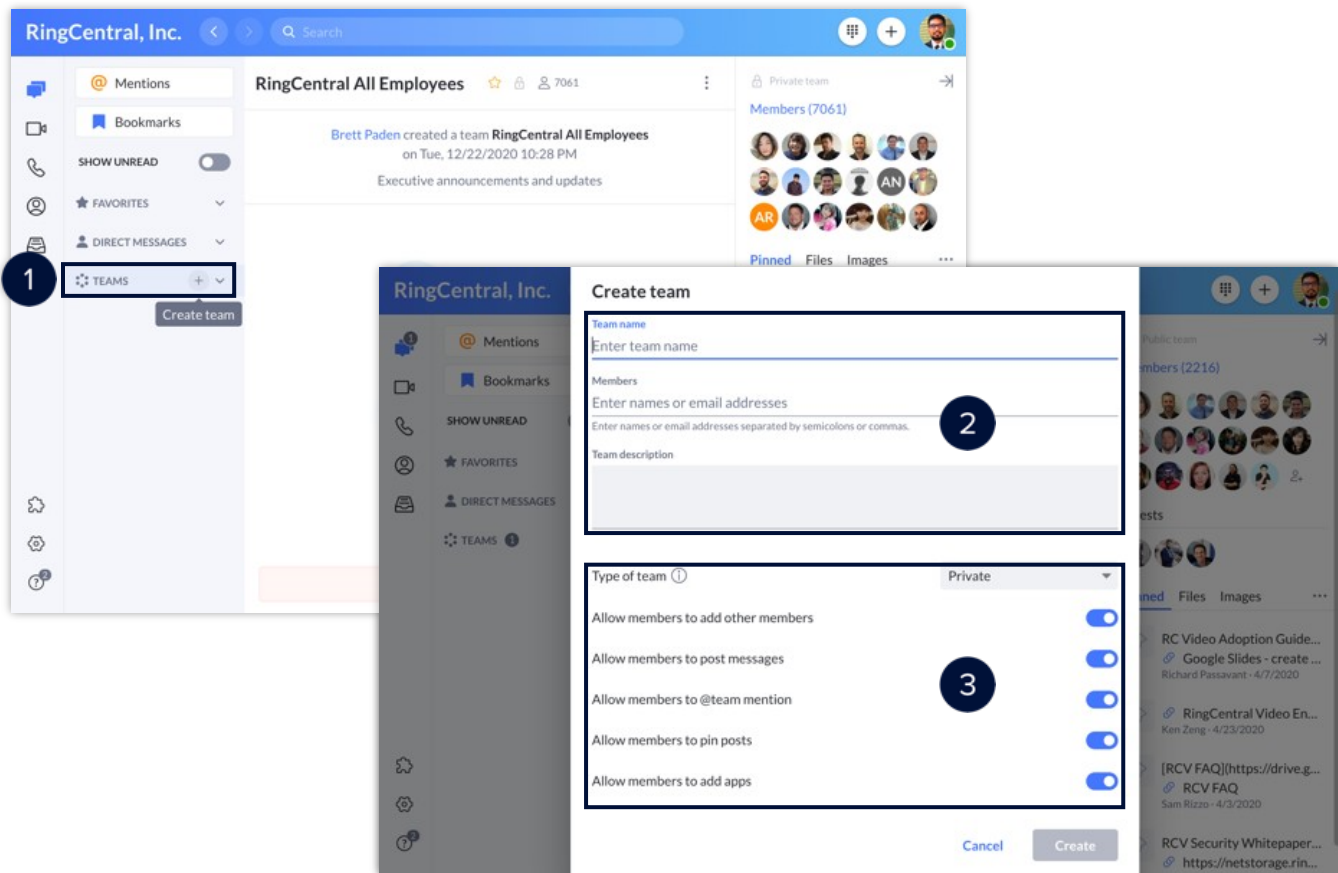 RingCentral, Inc.
Search
Mentions
Bookmarks
SHOW UNREAD
FAVORITES
DIRECT MESSAGES
1
TEAMS
Create team
2
RingCentral All Employees 7061
Brett Paden created a team RingCentral All Employees
on Tue, 12/22/2020 10:28 PM
Executive announcements and updates
Private team
Members (7061)
AN
AR
Pinned Files Images
RingCentral, Inc.
1
Mentions
Bookmarks
SHOW UNREAD
FAVORITES
DIRECT MESSAGES
TEAMS 1
2
Create team
Team name
Enter team name
Members
Enter names or email addresses
Enter names or email addresses separated by semicolons or commas.
Team description
2
Type of team
Private
Allow members to add other members
Allow members to post messages
Allow members to @team mention
Allow members to pin posts
Allow members to add apps
3
Cancel
Create
Public team
mbers (2216)
ests
nned Files Images
RC Video Adoption Guide...
Google Slides - create ...
Richard Passavant - 4/7/2020
RingCentral Video En...
Ken Zeng - 4/23/2020
[RCV FAQ](https://drive.g...
RCV FAQ
Sam Rizzo - 4/3/2020
RCV Security Whitepaper...
https://netstorage.rin...